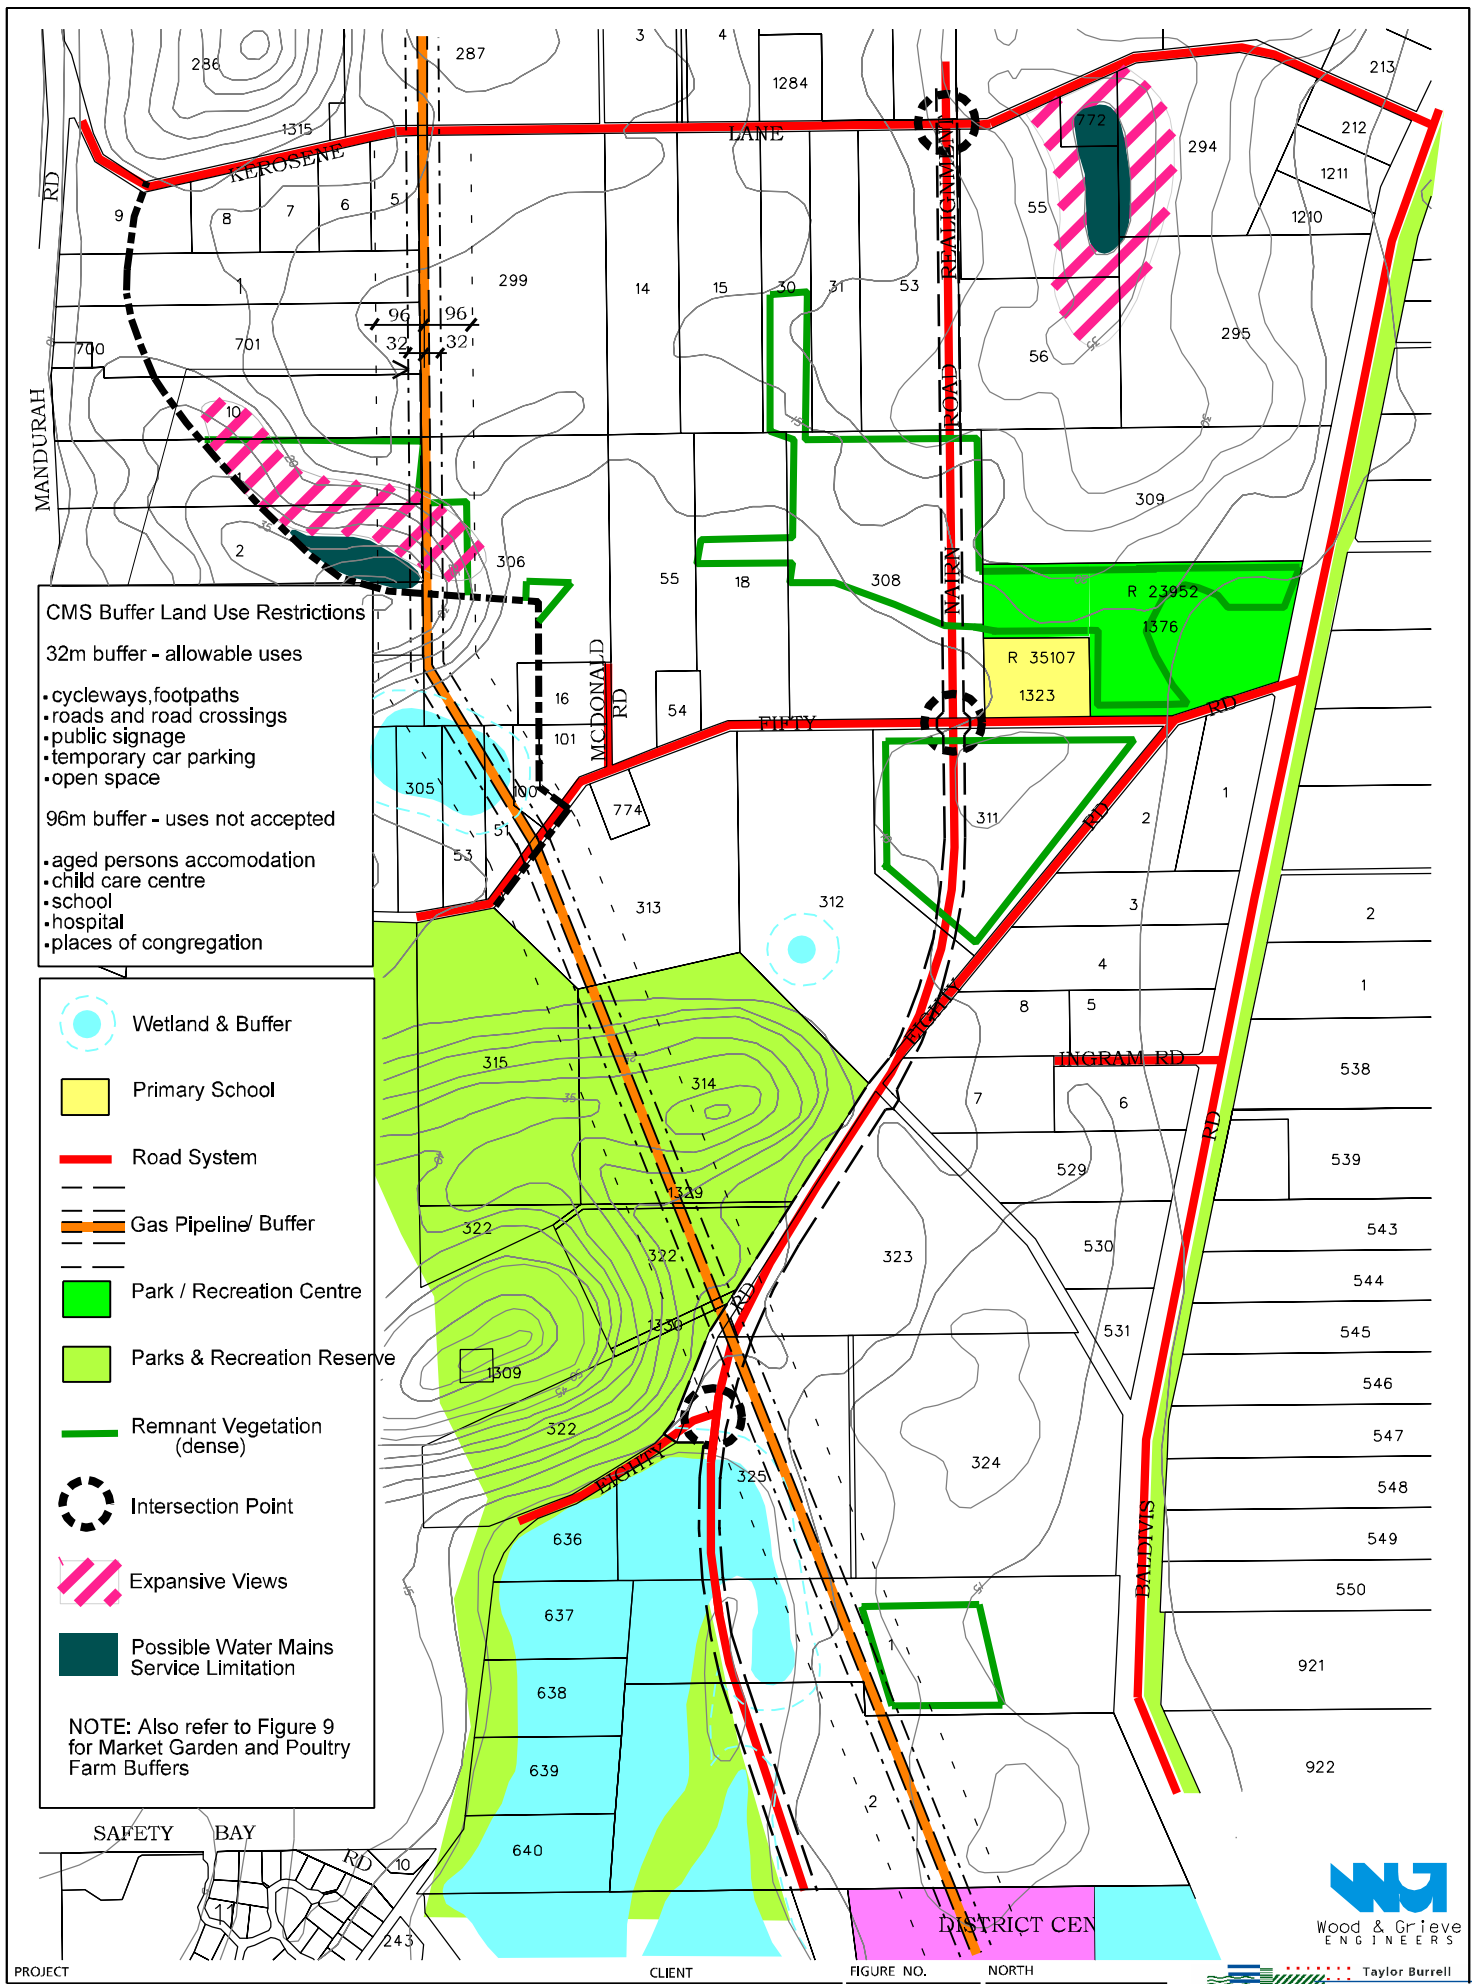 286
287
3
4
1284
213
1315
772
212
KEROSENE
LANE
294
RD
1211
9
8
7
6
5
55
1210
REALIGNMENT
1
299
14
15
30
31
53
96
96
32
32
295
700
701
56
35
30
ROAD
MANDURAH
10
15
30
1
309
35
2
306
55
18
308
NAIRN
30
R 23952
1376
CMS Buffer Land Use Restrictions
32m buffer - allowable uses
• cycleways,footpaths
• roads and road crossings
• public signage
• temporary car parking
• open space
96m buffer - uses not accepted
• aged persons accomodation
• child care centre
• school
• hospital
• places of congregation
R 35107
1323
16
MCDONALD
RD
54
FIFTY
RD
101
305
100
51
53
774
311
RD
2
1
313
312
3
2
4
1
8
5
EIGHTY
315
314
35
INGRAM RD
538
7
6
RD
529
539
1329
322
322
323
530
543
544
RD
1330
531
545
1309
546
322
547
EIGHTY
325
324
548
BALDIVIS
636
549
15
15
550
637
1
921
638
639
922
2
640
Wetland & Buffer
Primary School
Road System
Gas Pipeline/ Buffer
Park / Recreation Centre
Parks & Recreation Reserve
Remnant Vegetation
(dense)
Intersection Point
Expansive Views
Possible Water Mains
Service Limitation
NOTE: Also refer to Figure 9
for Market Garden and Poultry
Farm Buffers
SAFETY BAY
RD
10
11
243
DISTRICT CEN
Wood & Grieve
ENGINEERS
PROJECT
CLIENT
FIGURE NO.
NORTH
Taylor Burrell